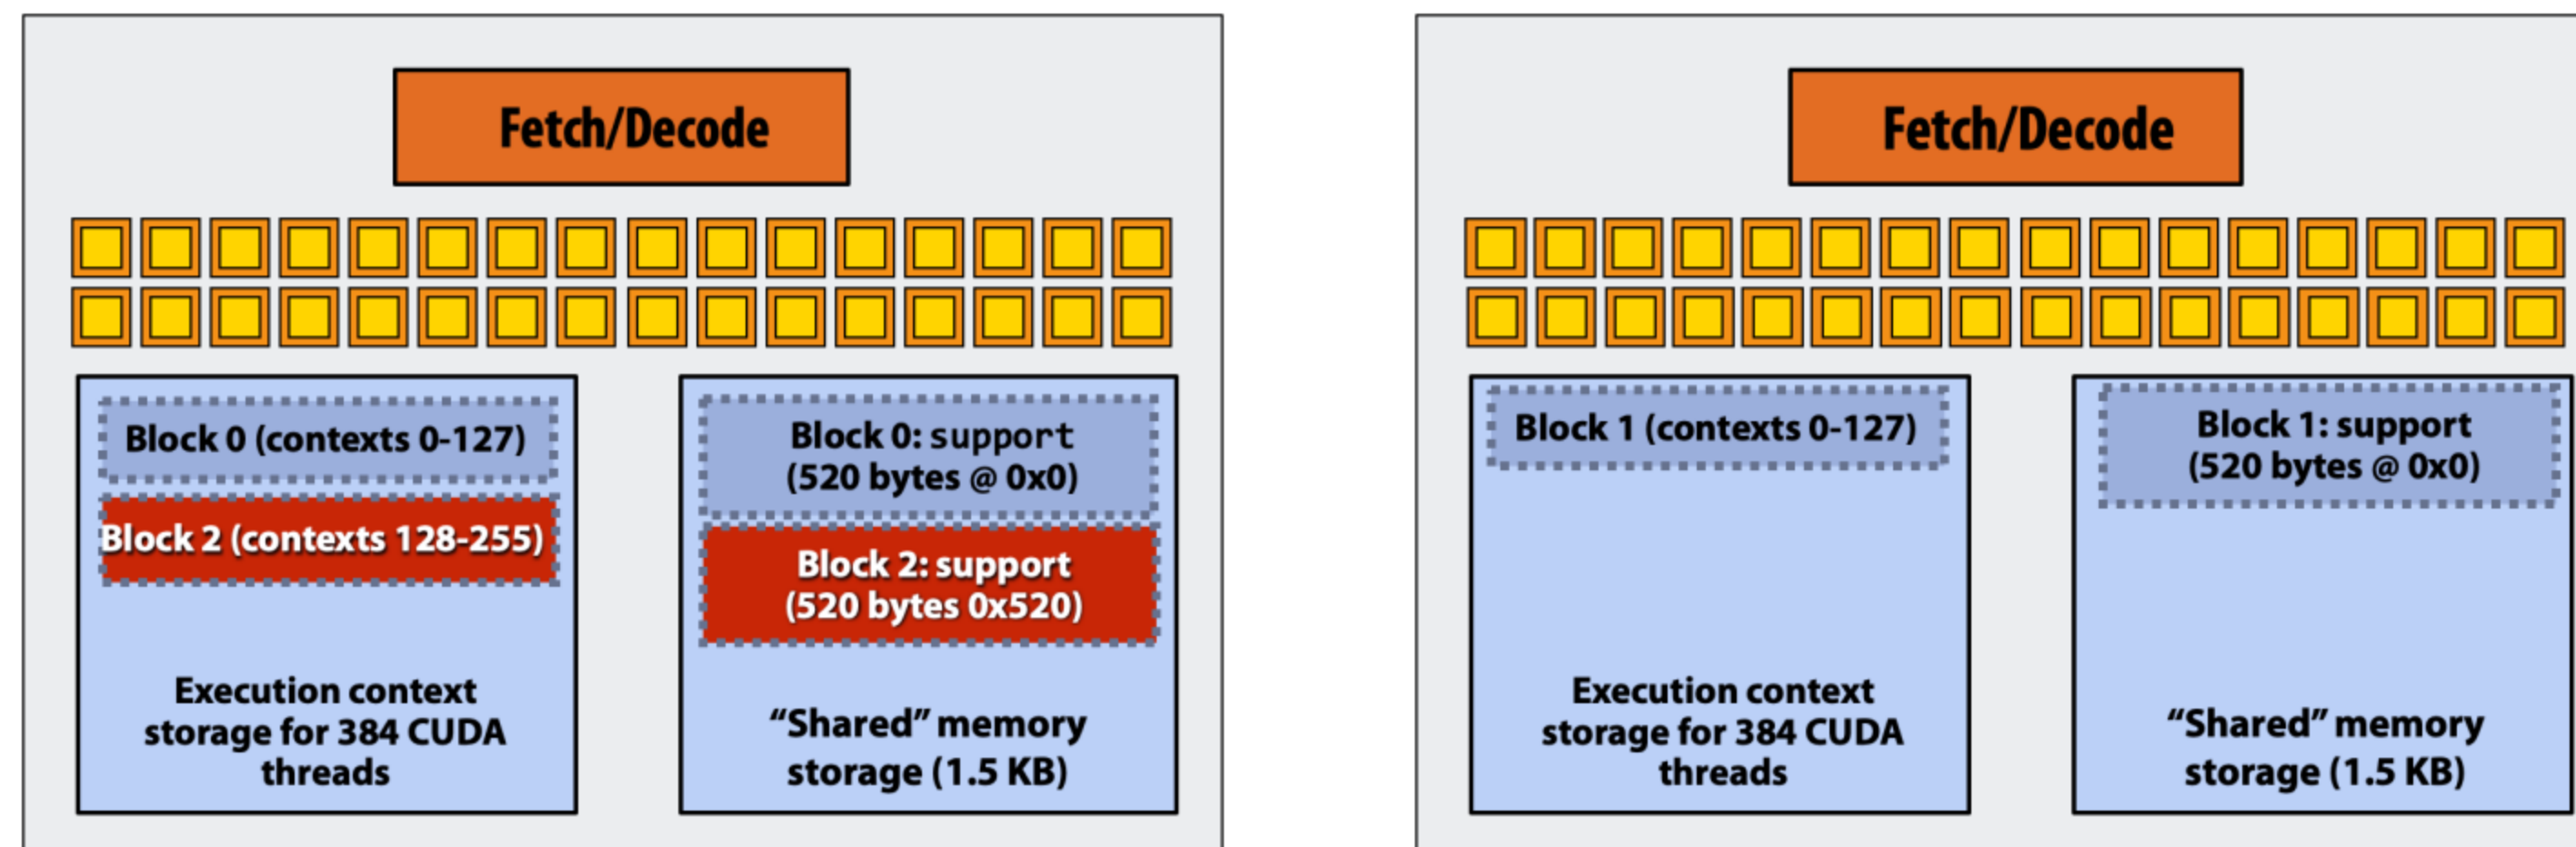 Fetch/Decode
Block 0 (contexts 0-127)
Block 2 (contexts 128-255)
Execution context
storage for 384 CUDA
threads
Block 0: support
(520 bytes @ 0x0)
Block 2: support
(520 bytes 0x520)
“Shared” memory
storage (1.5 KB)
Fetch/Decode
Block 1 (contexts 0-127)
Execution context
storage for 384 CUDA
threads
Block 1: support
(520 bytes @ 0x0)
“Shared” memory
storage (1.5 KB)